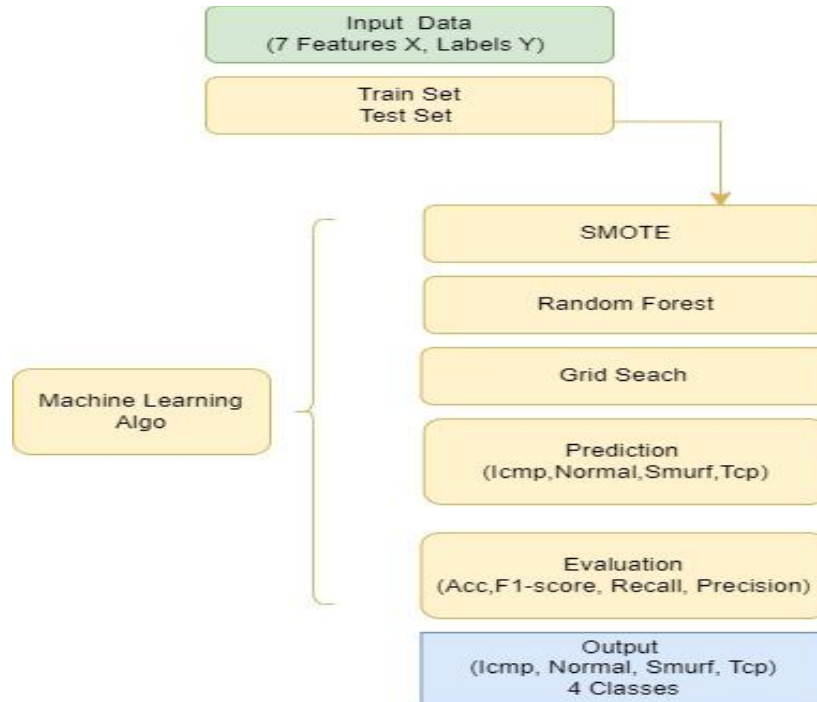 Input Data
(7 Features X, Labels Y)
Train Set
Test Set
SMOTE
Random Forest
Grid Seach
Machine Learning
Algo
Prediction
(Icmp,Normal,Smurf,Tcp)
Evaluation
(Acc,F1-score, Recall, Precision)
Output
(Icmp, Normal, Smurf, Tcp)
4 Classes